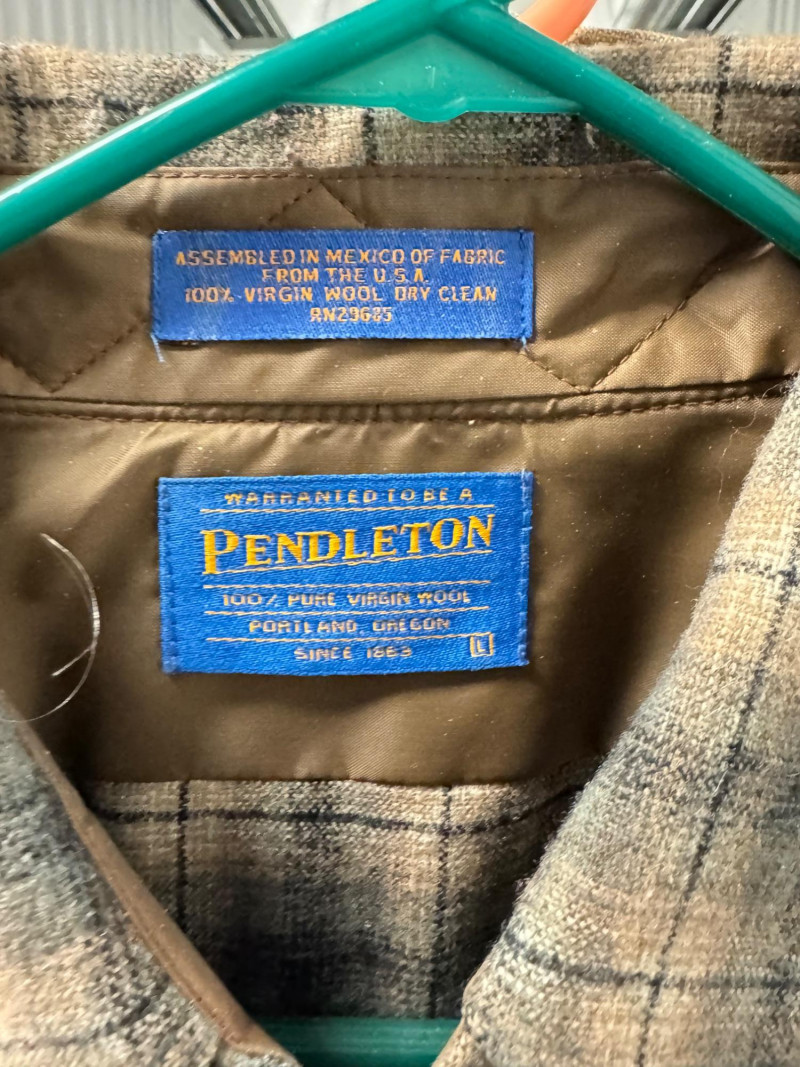 ASSEMBLED IN MEXICO OF FABRIC
FROM THE U.S.A.
100% VIRGIN WOOL DRY CLEAN
RN29685
WARRANTED TO BE A
PENDLETON
100% PURE VIRGIN WOOL
PORTLAND, OREGON
SINCE 1863 L